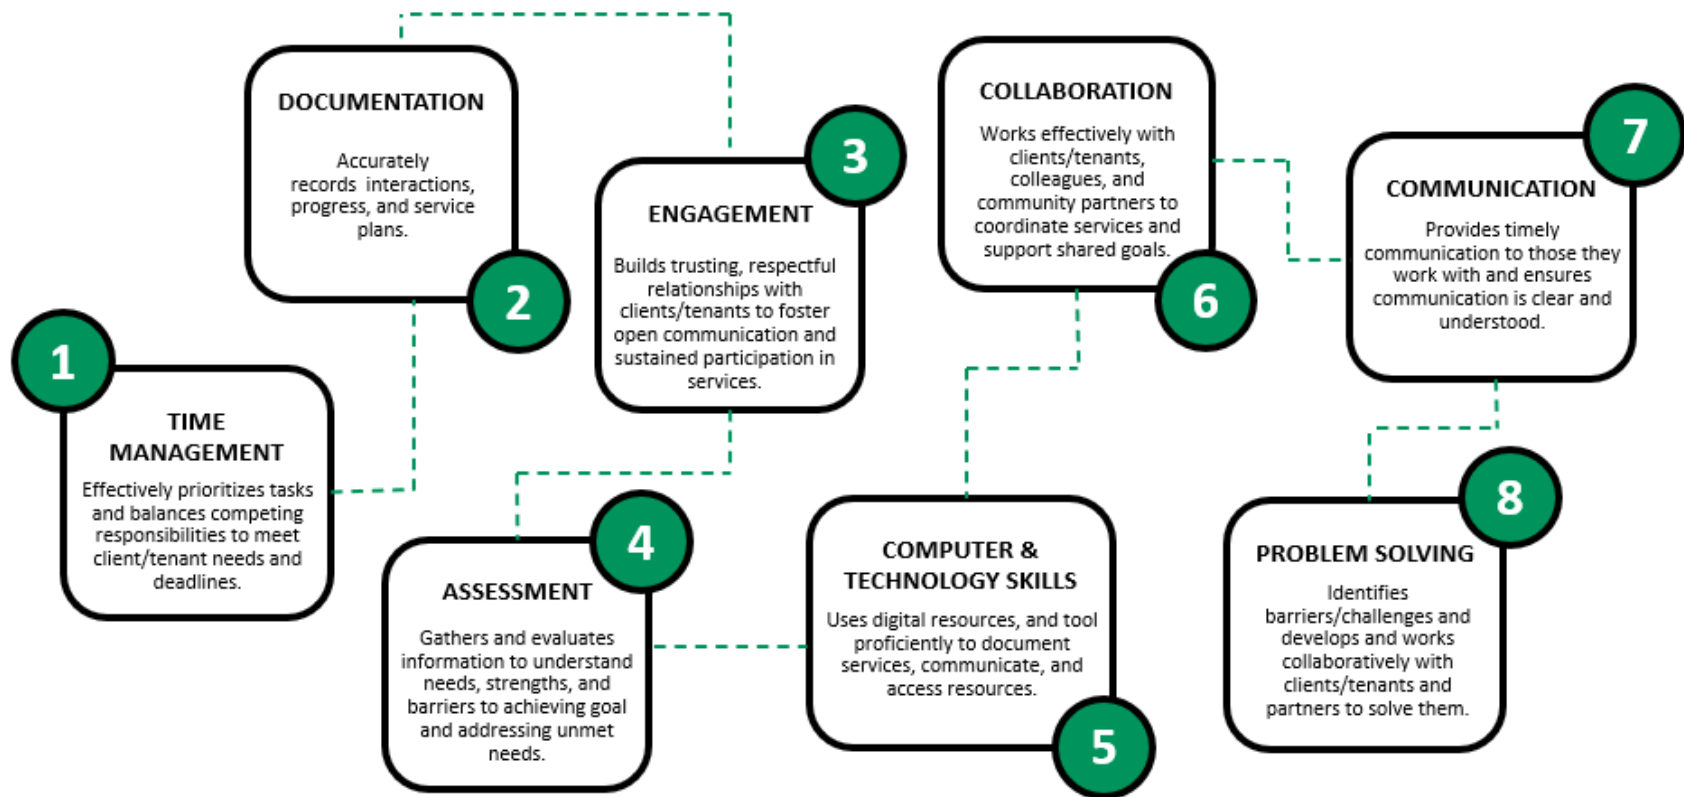 1
TIME
MANAGEMENT
Effectively prioritizes tasks
and balances competing
responsibilities to meet
client/tenant needs and
deadlines.
DOCUMENTATION
Accurately
records interactions,
progress, and service
plans.
2
3
ENGAGEMENT
Builds trusting, respectful
relationships with
clients/tenants to foster
open communication and
sustained participation in
services.
4
ASSESSMENT
Gathers and evaluates
information to understand
needs, strengths, and
barriers to achieving goal
and addressing unmet
needs.
COMPUTER &
TECHNOLOGY SKILLS
Uses digital resources, and tool
proficiently to document
services, communicate, and
access resources.
5
COLLABORATION
Works effectively with
clients/tenants,
colleagues, and
community partners to
coordinate services and
support shared goals.
6
7
COMMUNICATION
Provides timely
communication to those they
work with and ensures
communication is clear and
understood.
8
PROBLEM SOLVING
Identifies
barriers/challenges and
develops and works
collaboratively with
clients/tenants and
partners to solve them.